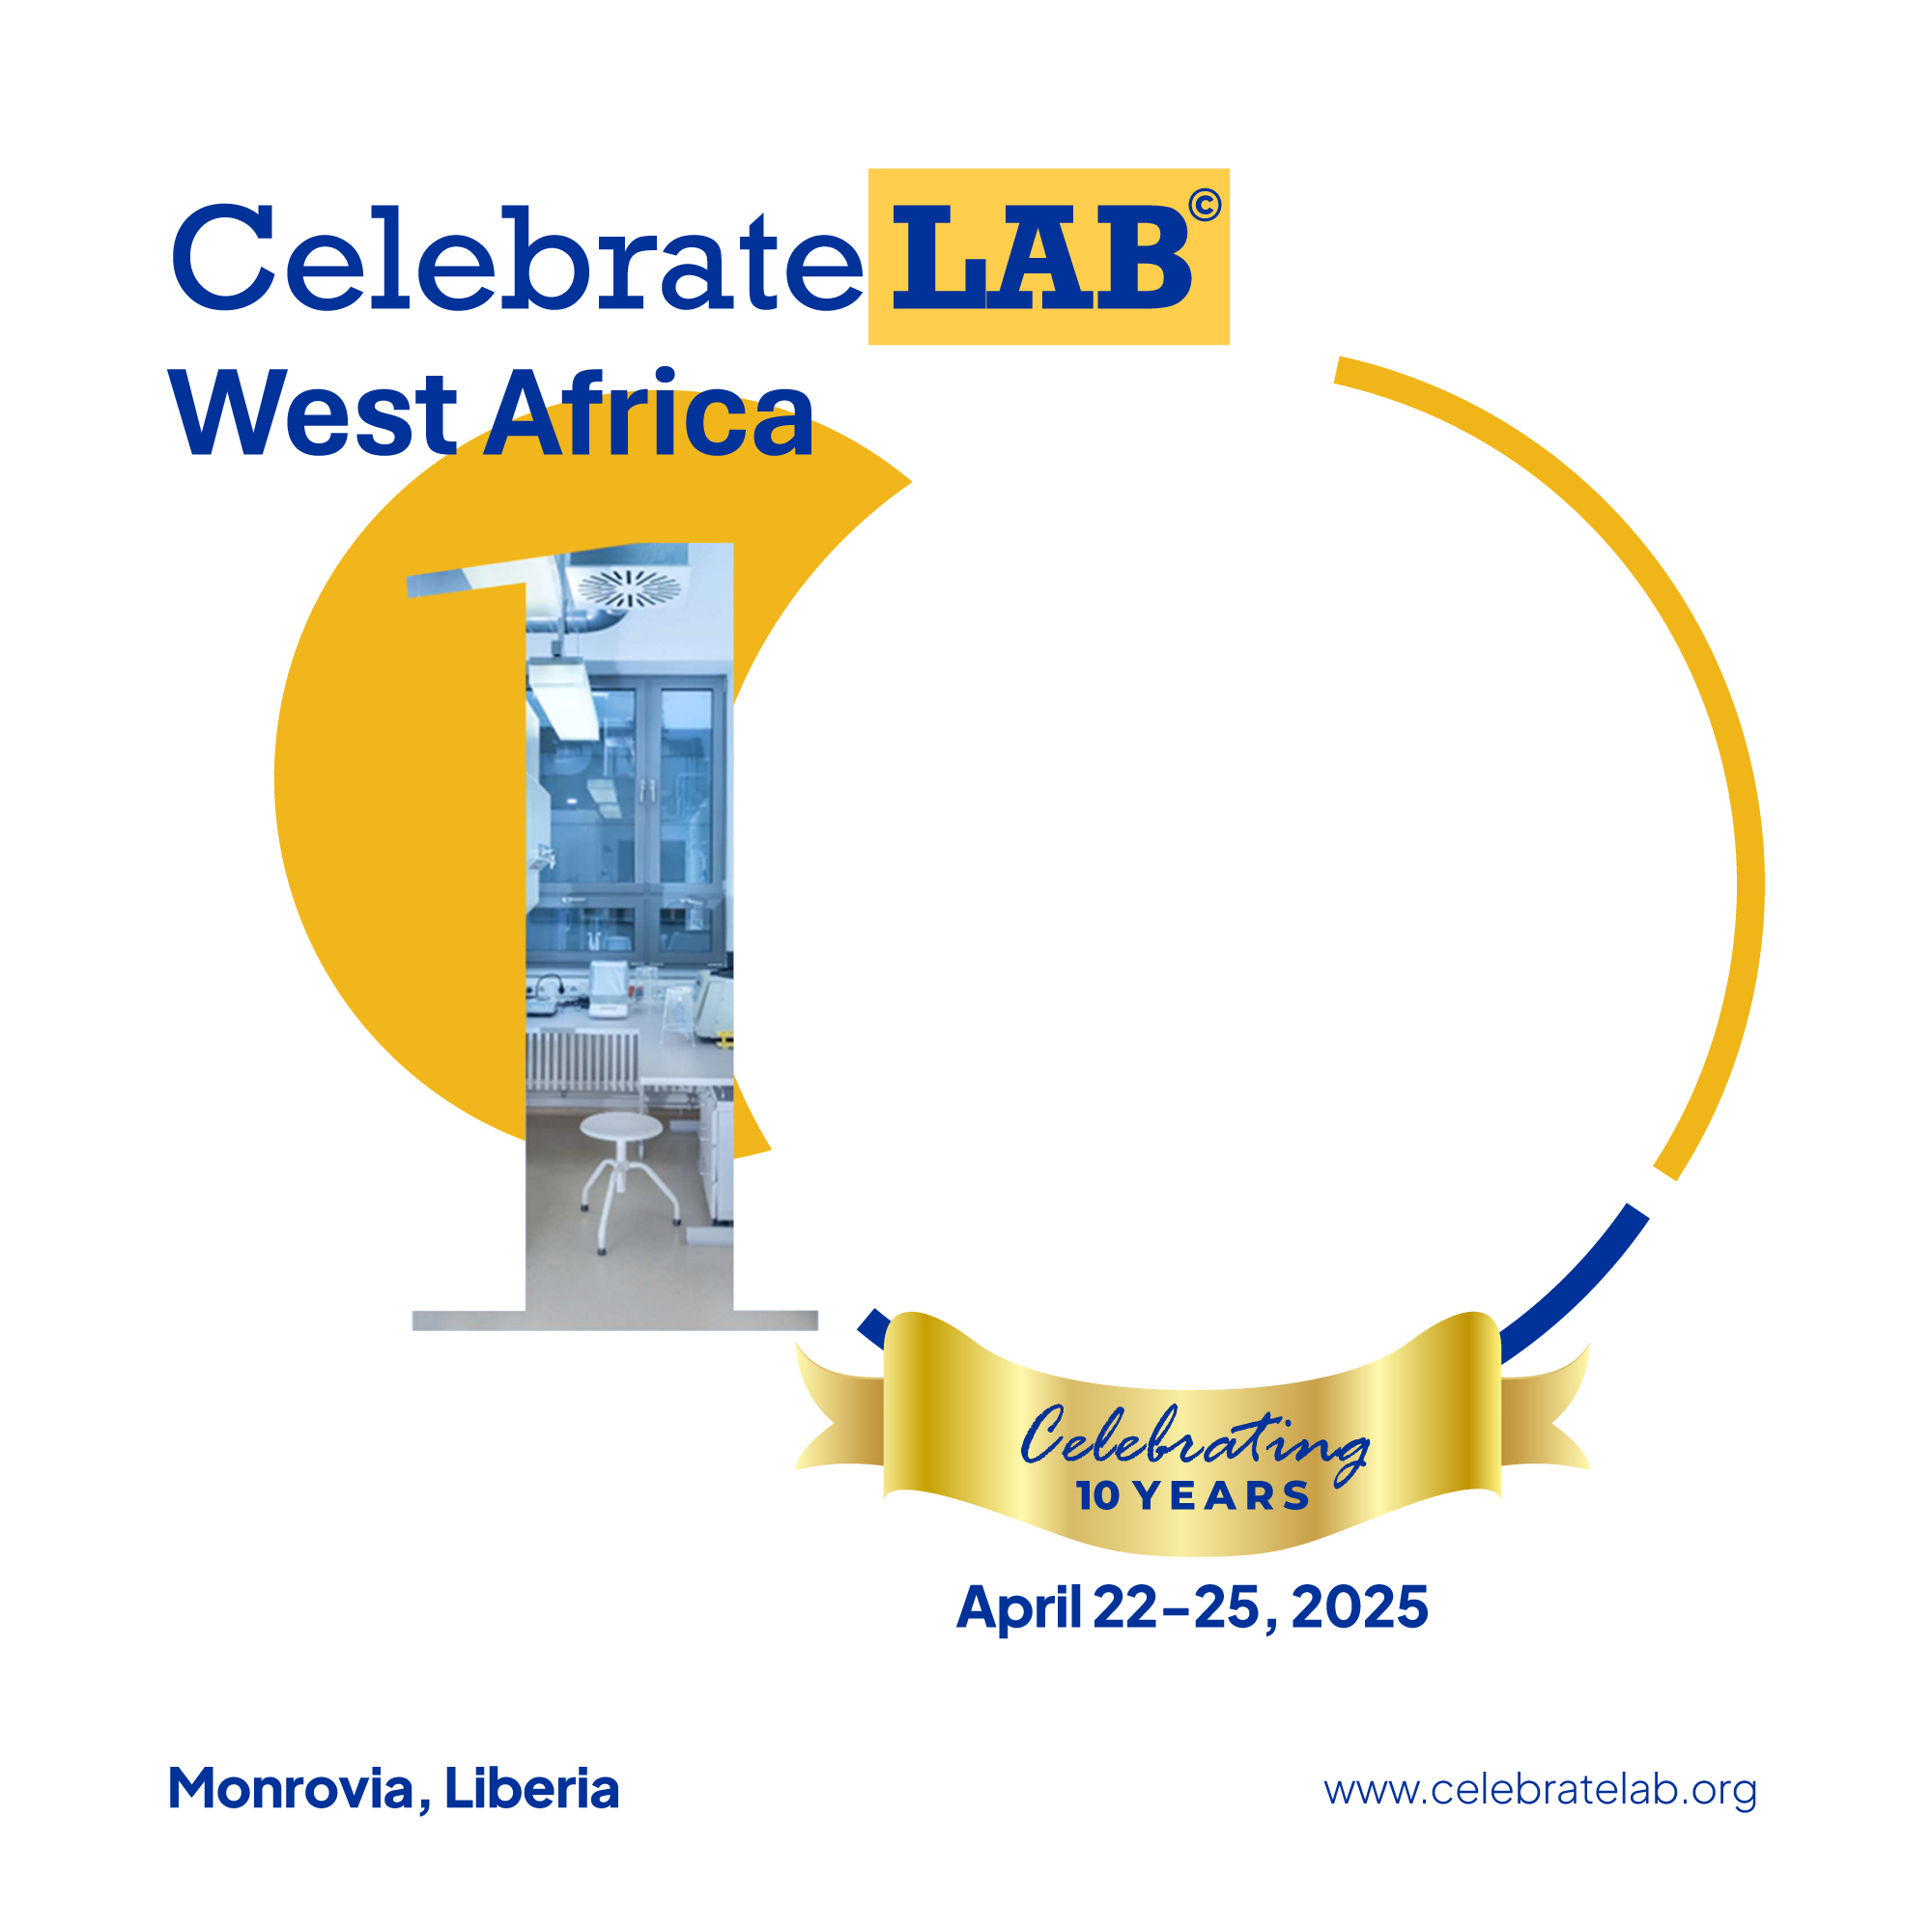 Celebrate LAB©
West Africa
Celebrating
10 YEARS
April 22–25, 2025
Monrovia, Liberia
www.celebratelab.org